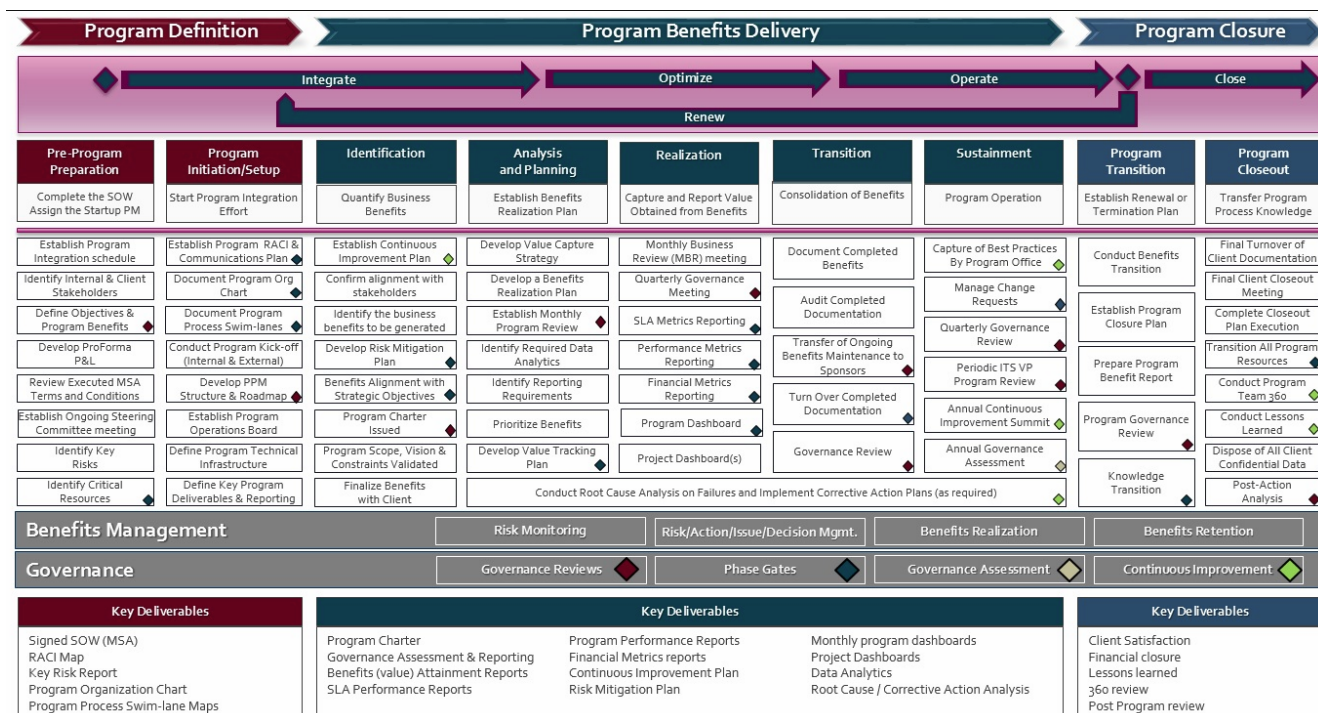 Program Definition
Program Benefits Delivery
Program Closure
Integrate
Optimize
Operate
Close
Renew
Pre-Program
Preparation
Complete the SOW
Assign the Startup PM
Establish Program
Integration schedule
Identify Internal & Client
Stakeholders
Define Objectives &
Program Benefits
Develop ProForma
P&L
Review Executed MSA
Terms and Conditions
Establish Ongoing Steering
Committee meeting
Identify Key
Risks
Identify Critical
Resources
Program
Initiation/Setup
Start Program Integration
Effort
Establish Program RACI &
Communications Plan
Document Program Org
Chart
Document Program
Process Swim-lanes
Conduct Program Kick-off
(Internal & External)
Develop PPM
Structure & Roadmap
Establish Program
Operations Board
Define Program Technical
Infrastructure
Define Key Program
Deliverables & Reporting
Identification
Quantify Business
Benefits
Establish Continuous
Improvement Plan
Confirm alignment with
stakeholders
Identify the business
benefits to be generated
Develop Risk Mitigation
Plan
Benefits Alignment with
Strategic Objectives
Program Charter
Issued
Program Scope, Vision &
Constraints Validated
Finalize Benefits
with Client
Analysis
and Planning
Establish Benefits
Realization Plan
Develop Value Capture
Strategy
Develop a Benefits
Realization Plan
Establish Monthly
Program Review
Identify Required Data
Analytics
Identify Reporting
Requirements
Prioritize Benefits
Develop Value Tracking
Plan
Realization
Capture and Report Value
Obtained from Benefits
Monthly Business
Review (MBR) meeting
Quarterly Governance
Meeting
SLA Metrics Reporting
Performance Metrics
Reporting
Financial Metrics
Reporting
Program Dashboard
Project Dashboard(s)
Transition
Consolidation of Benefits
Document Completed
Benefits
Audit Completed
Documentation
Transfer of Ongoing
Benefits Maintenance to
Sponsors
Turn Over Completed
Documentation
Governance Review
Sustainment
Program Operation
Capture of Best Practices
By Program Office
Manage Change
Requests
Quarterly Governance
Review
Periodic ITS VP
Program Review
Annual Continuous
Improvement Summit
Annual Governance
Assessment
Conduct Root Cause Analysis on Failures and Implement Corrective Action Plans (as required)
Program
Transition
Establish Renewal or
Termination Plan
Conduct Benefits
Transition
Establish Program
Closure Plan
Prepare Program
Benefit Report
Program Governance
Review
Knowledge
Transition
Program
Closeout
Transfer Program
Process Knowledge
Final Turnover of
Client Documentation
Final Client Closeout
Meeting
Complete Closeout
Plan Execution
Transition All Program
Resources
Conduct Program
Team 360
Conduct Lessons
Learned
Dispose of All Client
Confidential Data
Post-Action
Analysis
Benefits Management
Risk Monitoring
Risk/Action/Issue/Decision Mgmt.
Benefits Realization
Benefits Retention
Governance
Governance Reviews
Phase Gates
Governance Assessment
Continuous Improvement
Key Deliverables
Signed SOW (MSA)
RACI Map
Key Risk Report
Program Organization Chart
Program Process Swim-lane Maps
Key Deliverables
Program Charter
Governance Assessment & Reporting
Benefits (value) Attainment Reports
SLA Performance Reports
Program Performance Reports
Financial Metrics reports
Continuous Improvement Plan
Risk Mitigation Plan
Monthly program dashboards
Project Dashboards
Data Analytics
Root Cause / Corrective Action Analysis
Key Deliverables
Client Satisfaction
Financial closure
Lessons learned
360 review
Post Program review